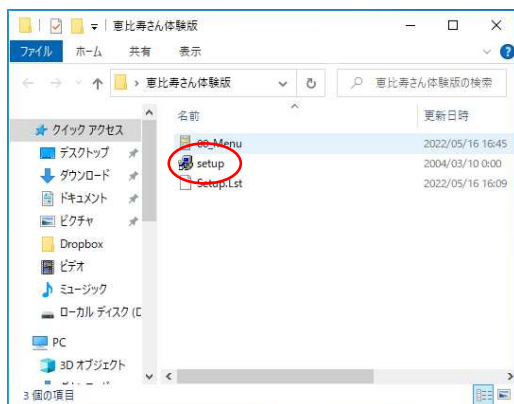 恵比寿さん体験版
ファイル ホーム 共有 表示
恵比寿さん体験版 恵比寿さん体験版の検索
名前 更新日時
クイック アクセス
デスクトップ
ダウンロード
ドキュメント
ピクチャ
Dropbox
ビデオ
ミュージック
ローカル ディスク (C
PC
3D オブジェクト
00_Menu 2022/05/16 16:45
setup 2004/03/10 0:00
Setup.Lst 2022/05/16 16:09
3 個の項目